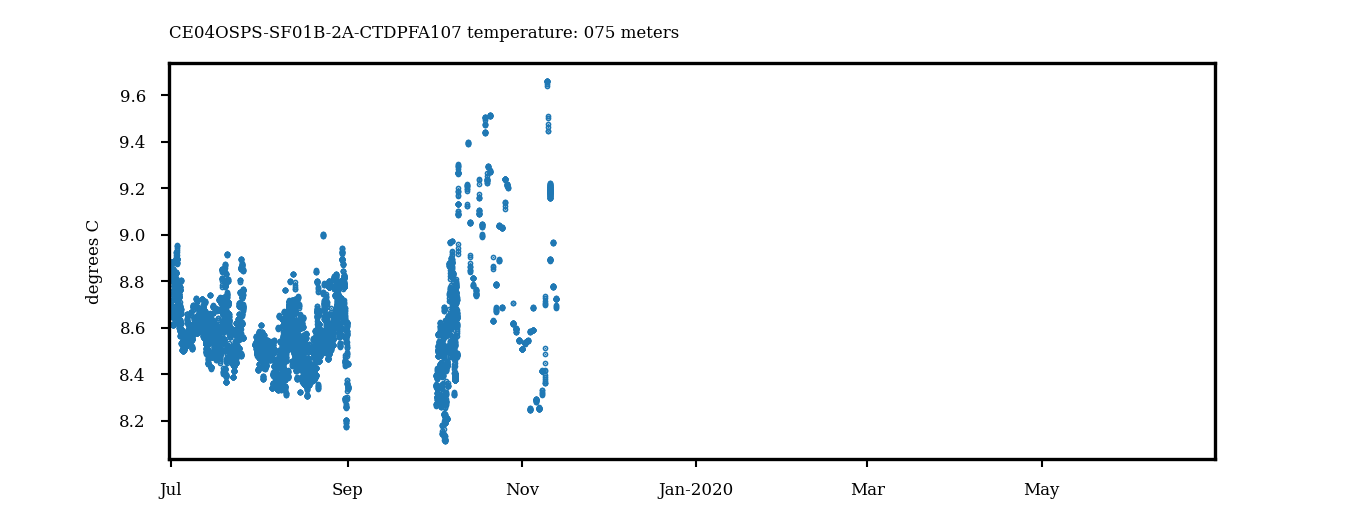 CE04OSPS-SF01B-2A-CTDPFA107 temperature: 075 meters
9.6
9.4
9.2
9.0
8.8
8.6
8.4
8.2
degrees C
Jul Sep Nov Jan-2020 Mar May